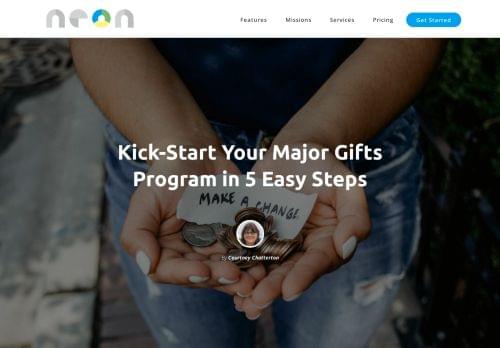 neon
Features
Missions
Services
Pricing
Get Started
Kick-Start Your Major Gifts
Program in 5 Easy Steps
MAKE A CHANGE
By Courtney Chatterton